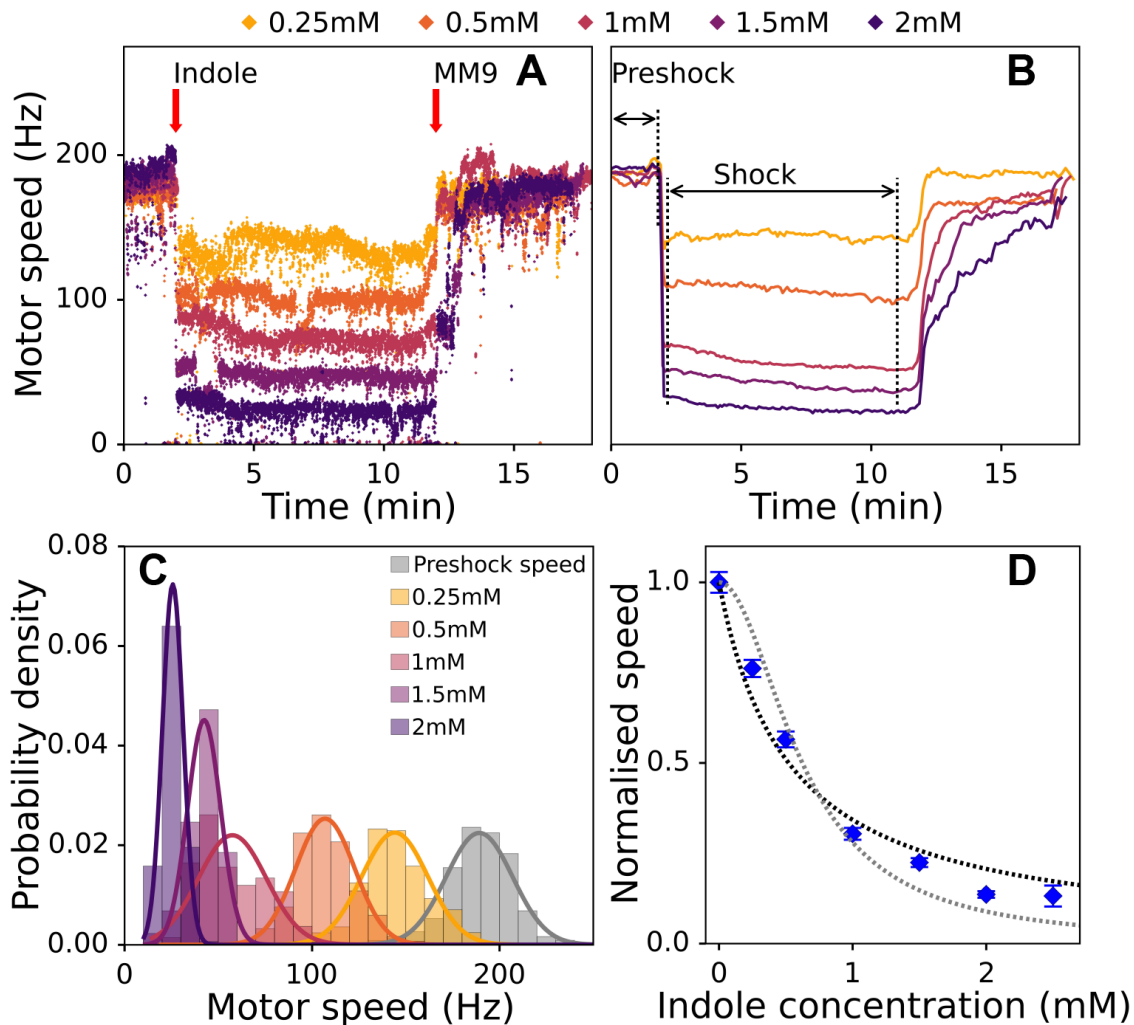 0.25mM 0.5mM 1mM 1.5mM 2mM
A
Indole MM9
Motor speed (Hz)
200
100
0
0 5 10 15
Time (min)
B
Preshock
Shock
0 5 10 15
Time (min)
C
Probability density
0.08
0.06
0.04
0.02
0.00
Preshock speed
0.25mM
0.5mM
1mM
1.5mM
2mM
0 100 200
Motor speed (Hz)
D
Normalised speed
1.0
0.5
0.0
0 1 2
Indole concentration (mM)